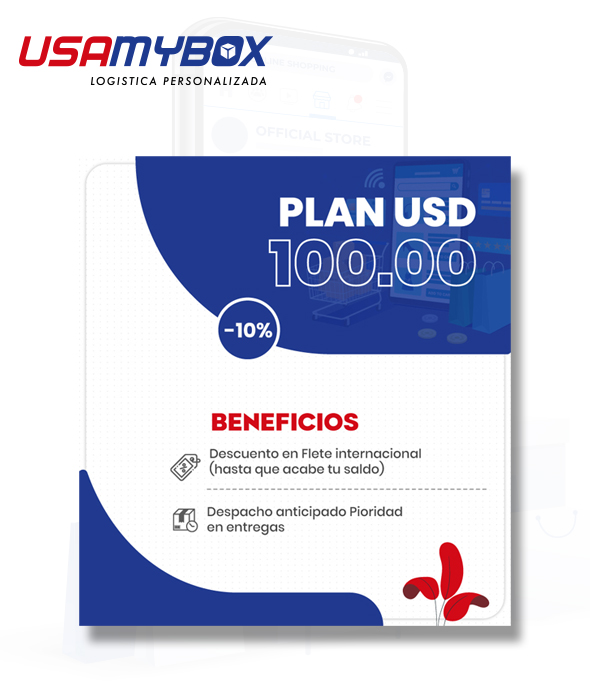 USAMYBOX
LOGISTICA PERSONALIZADA
OFFICIAL STORE
PLAN USD
100.00
-10%
BENEFICIOS
Descuento en Flete internacional
(hasta que acabe tu saldo)
Despacho anticipado Pioridad
en entregas